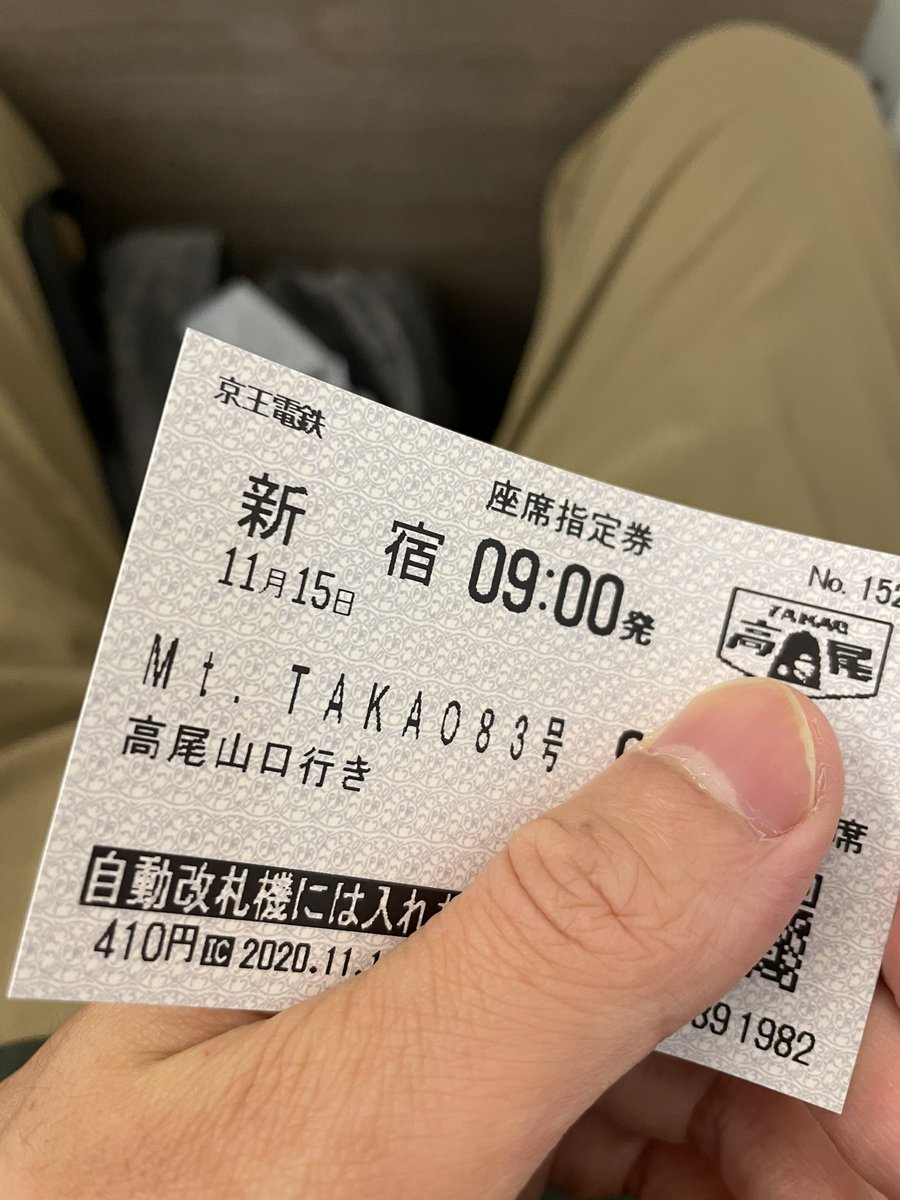 京王電鉄
座席指定券
新 宿 09:00発
No. 152
11月15日
TAKAO
高尾
Mt. TAKAO83号
高尾山口行き
席
自動改札機には入れ
410円 IC 2020.11.1
891982